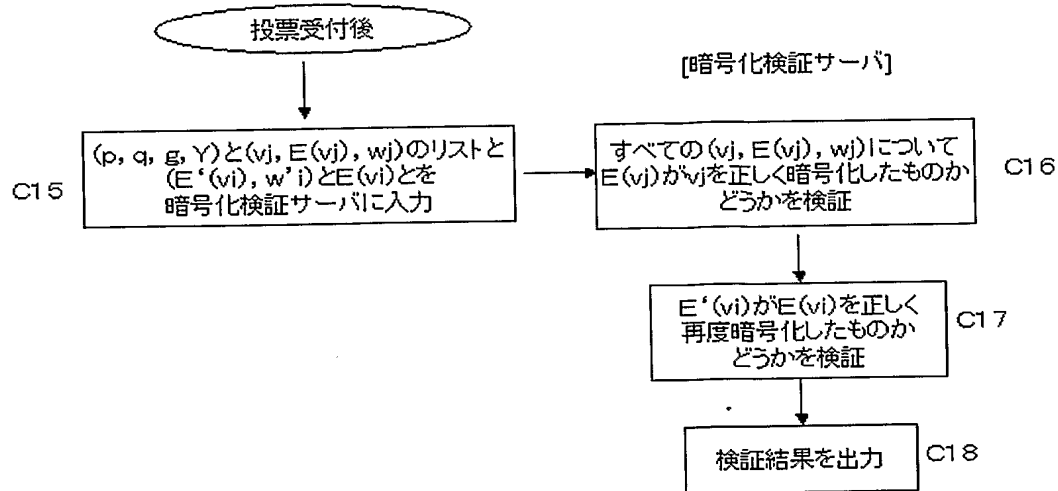 投票受付後
[暗号化検証サーバ]
(p, q, g, Y)と(vj, E(vj), wj)のリストと
(E‘(vi), w'i)とE(vi)とを
暗号化検証サーバに入力
C15
すべての(vj, E(vj), wj)について
E(vj)がvjを正しく暗号化したものか
どうかを検証
C16
E‘(vi)がE(vi)を正しく
再度暗号化したものか
どうかを検証
C17
検証結果を出力
C18